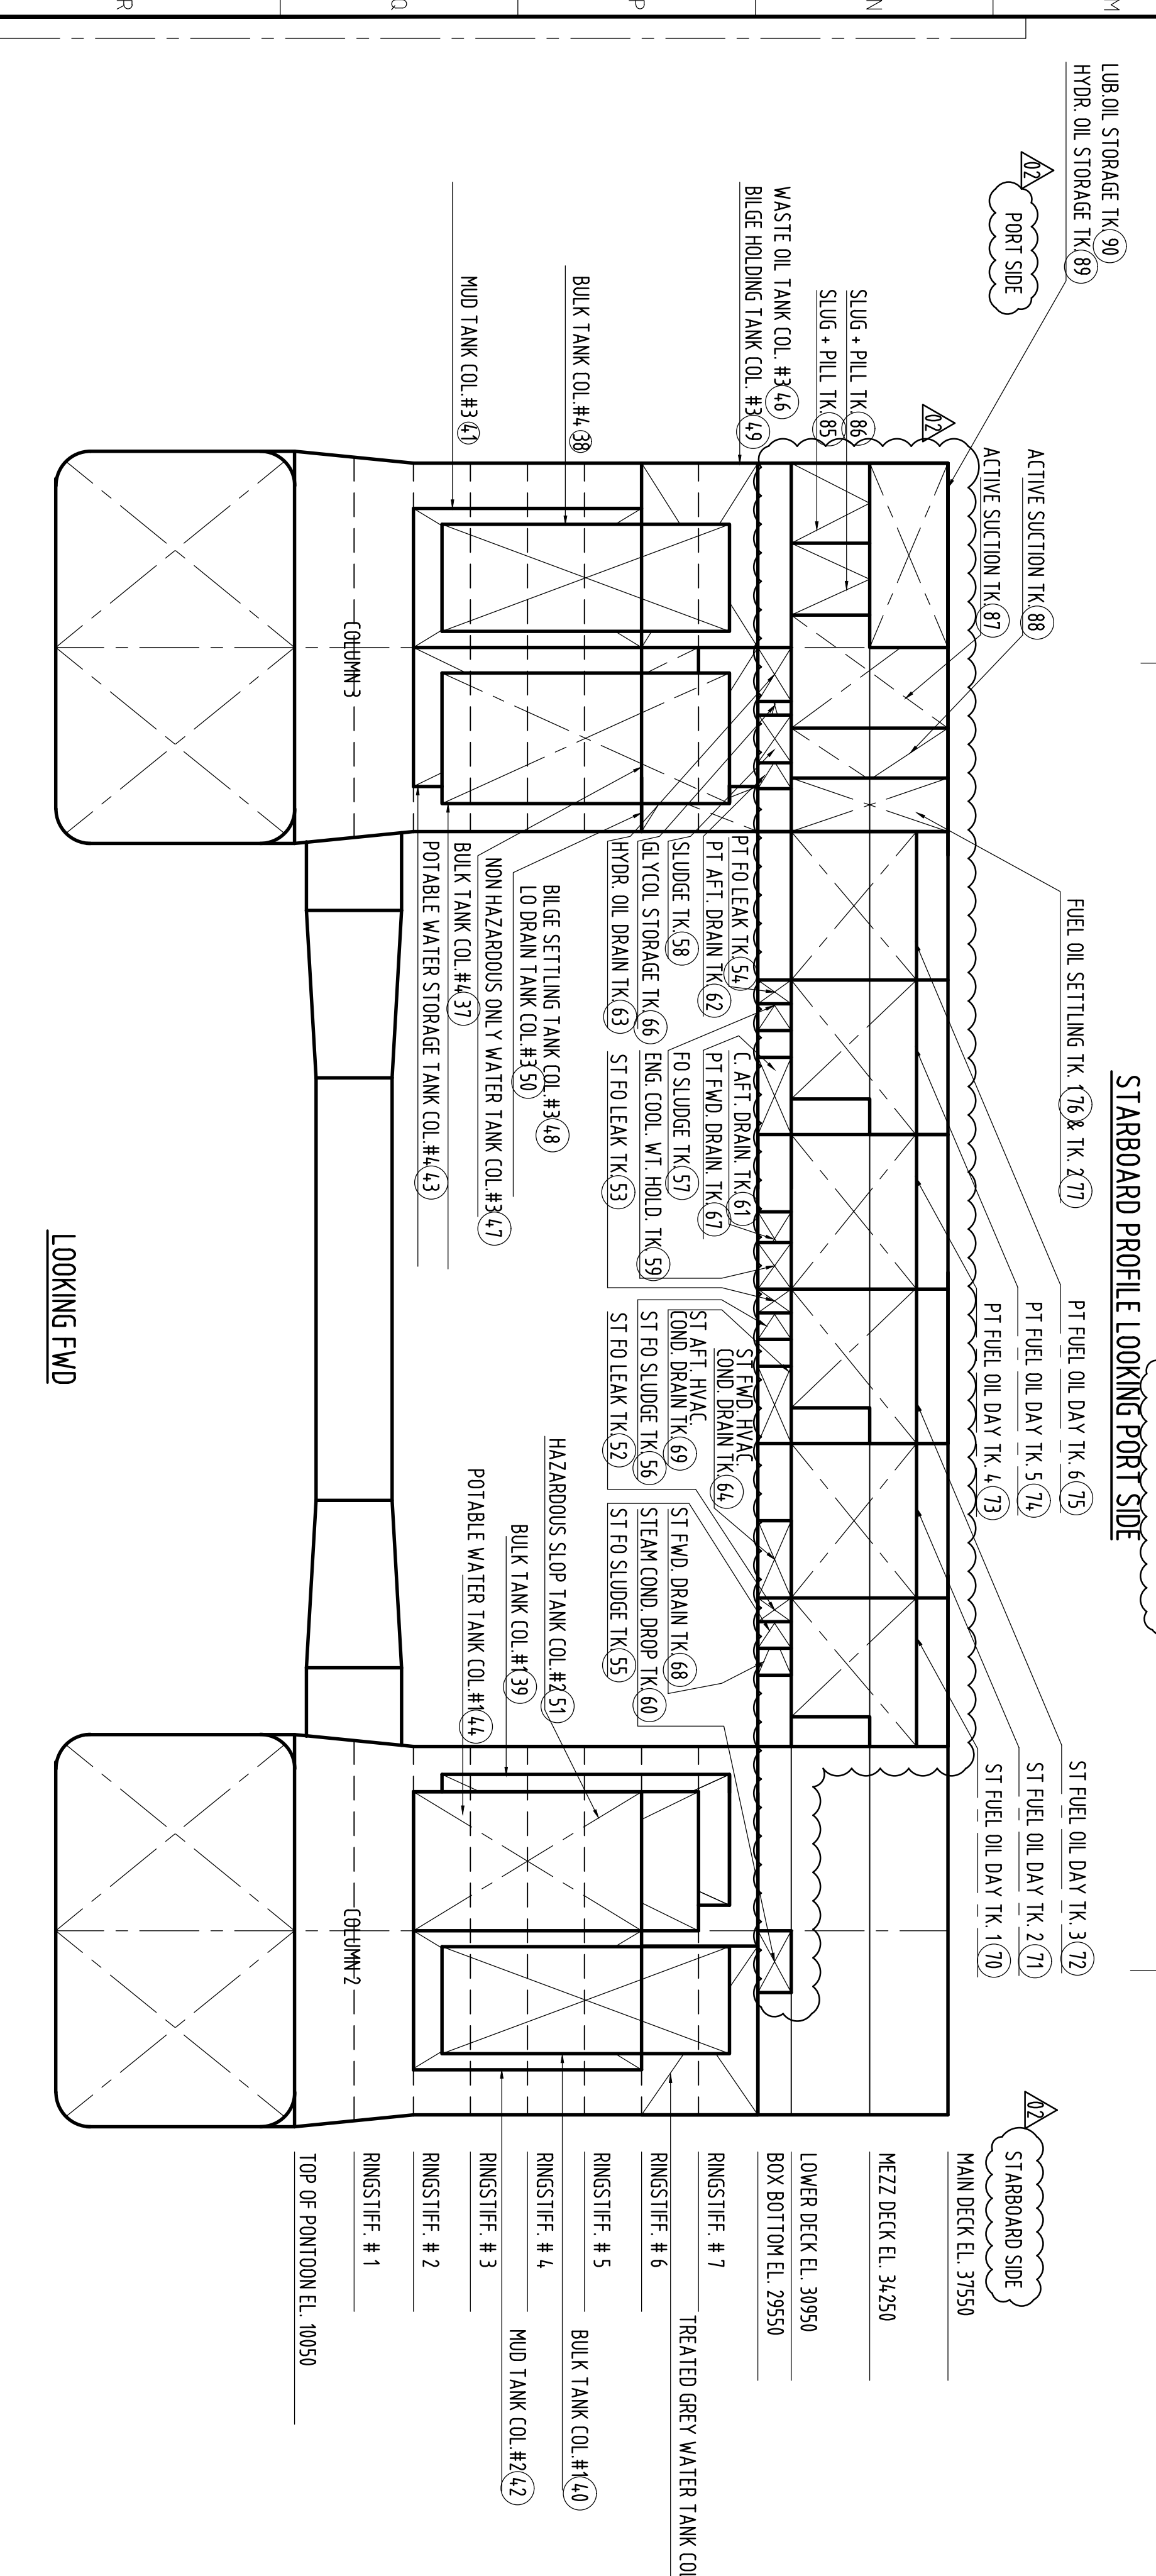 M
N
P
Q
R
STARBOARD PROFILE LOOKING PORT SIDE
LUB.OIL STORAGE TK. 90
HYDR. OIL STORAGE TK. 89
02
PORT SIDE
02
SLUG + PILL TK. 86
SLUG + PILL TK. 85
WASTE OIL TANK COL. #3 46
BILGE HOLDING TANK COL. #3 49
BULK TANK COL.#4 38
MUD TANK COL.#3 41
ACTIVE SUCTION TK. 88
ACTIVE SUCTION TK. 87
FUEL OIL SETTLING TK. 1 76 & TK. 2 77
PT FUEL OIL DAY TK. 6 75
PT FUEL OIL DAY TK. 5 74
PT FUEL OIL DAY TK. 4 73
ST FUEL OIL DAY TK. 3 72
ST FUEL OIL DAY TK. 2 71
ST FUEL OIL DAY TK. 1 70
02
STARBOARD SIDE
PT FO LEAK TK. 54
PT AFT. DRAIN TK. 62
SLUDGE TK. 58
GLYCOL STORAGE TK. 66
HYDR. OIL DRAIN TK. 63
BILGE SETTLING TANK COL.#3 48
LO DRAIN TANK COL.#3 50
NON HAZARDOUS ONLY WATER TANK COL.#3 47
BULK TANK COL.#4 37
POTABLE WATER STORAGE TANK COL.#4 43
C. AFT. DRAIN. TK. 61
PT FWD. DRAIN. TK. 67
FO SLUDGE TK. 57
ENG. COOL. WT. HOLD. TK. 59
ST FO LEAK TK. 53
ST FWD. HVAC.
COND. DRAIN TK. 64
ST AFT. HVAC.
COND. DRAIN TK. 69
ST FO SLUDGE TK. 56
ST FO LEAK TK. 52
ST FWD. DRAIN TK. 68
STEAM COND. DROP TK. 60
ST FO SLUDGE TK. 55
HAZARDOUS SLOP TANK COL.#2 51
BULK TANK COL.#1 39
POTABLE WATER TANK COL.#1 44
COLUMN 3
COLUMN 2
MAIN DECK EL. 37550
MEZZ DECK EL. 34250
LOWER DECK EL. 30950
BOX BOTTOM EL. 29550
RINGSTIFF. # 7
RINGSTIFF. # 6
RINGSTIFF. # 5
RINGSTIFF. # 4
RINGSTIFF. # 3
RINGSTIFF. # 2
RINGSTIFF. # 1
TOP OF PONTOON EL. 10050
TREATED GREY WATER TANK COL
BULK TANK COL.#1 40
MUD TANK COL.#2 42
LOOKING FWD